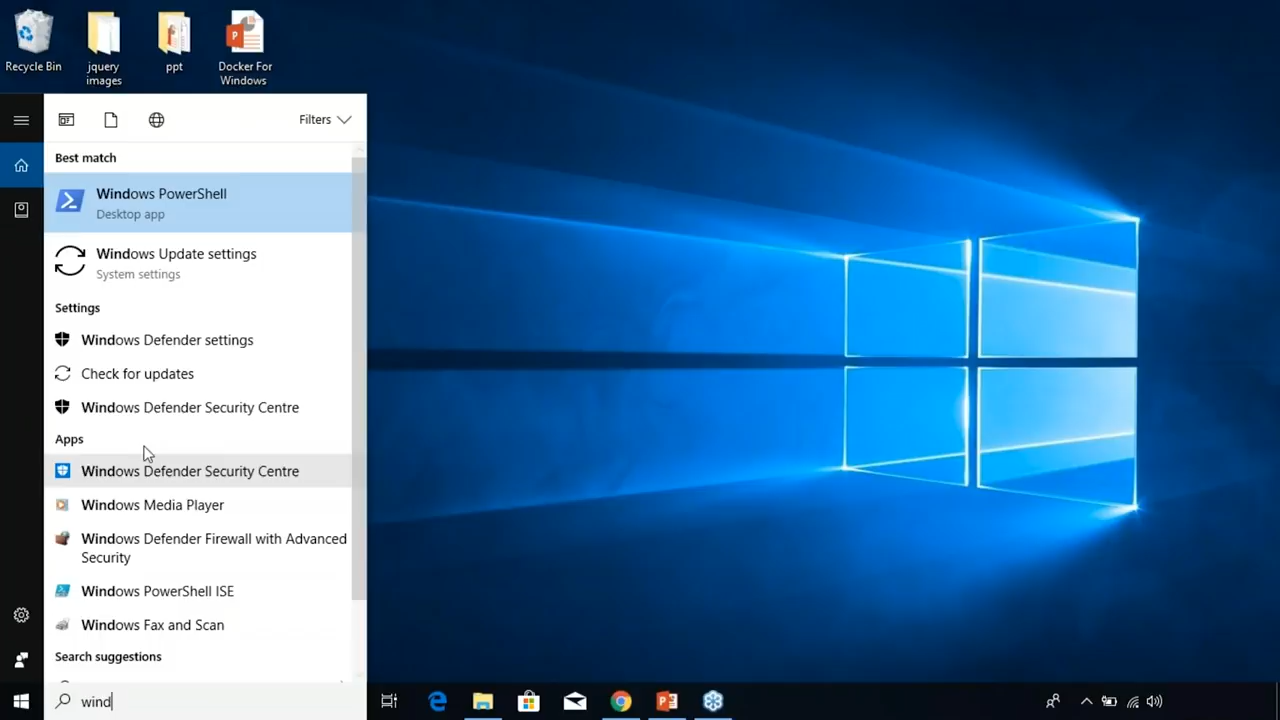 Recycle Bin
jquery
images
ppt
Docker For
Windows
Filters
Best match
Windows PowerShell
Desktop app
Windows Update settings
System settings
Settings
Windows Defender settings
Check for updates
Windows Defender Security Centre
Apps
Windows Defender Security Centre
Windows Media Player
Windows Defender Firewall with Advanced
Security
Windows PowerShell ISE
Windows Fax and Scan
Search suggestions
wind